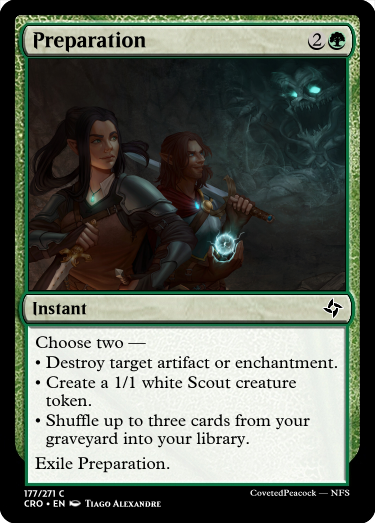 Preparation 2
Instant
Choose two —
• Destroy target artifact or enchantment.
• Create a 1/1 white Scout creature
token.
• Shuffle up to three cards from your
graveyard into your library.
Exile Preparation.
177/271 C
CRO • EN Tiago Alexandre
CovetedPeacock — NFS